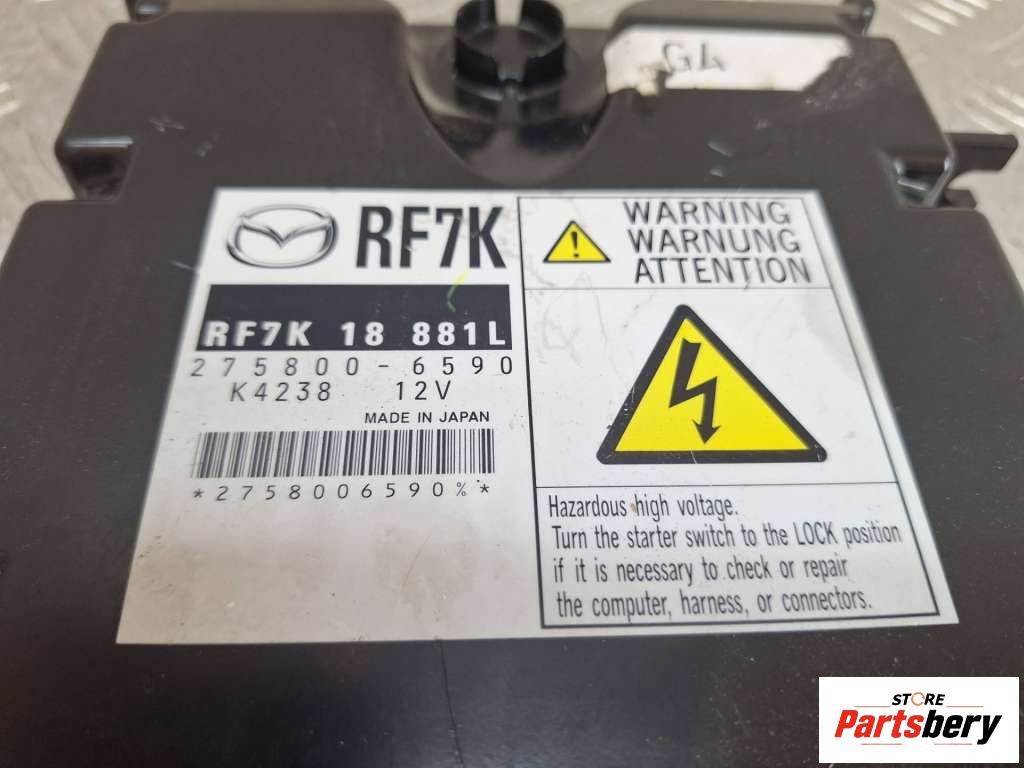 G4
RF7K
RF7K 18 881L
275800-6590
K4238 12V
MADE IN JAPAN
*2758006590%*
WARNING
WARNUNG
ATTENTION
Hazardous high voltage.
Turn the starter switch to the LOCK position
if it is necessary to check or repair
the computer, harness, or connectors.
STORE
Partsbery